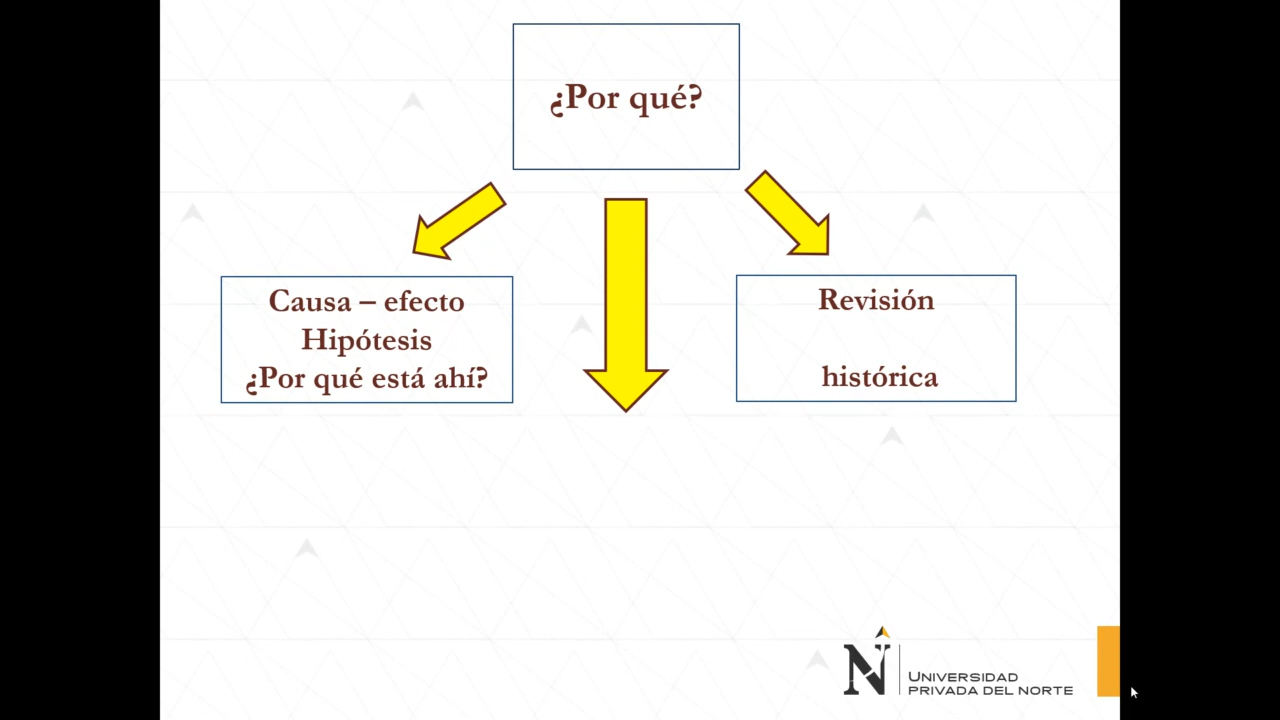 ¿Por qué?
Causa – efecto
Hipótesis
¿Por qué está ahí?
Revisión
histórica
N
UNIVERSIDAD
PRIVADA DEL NORTE